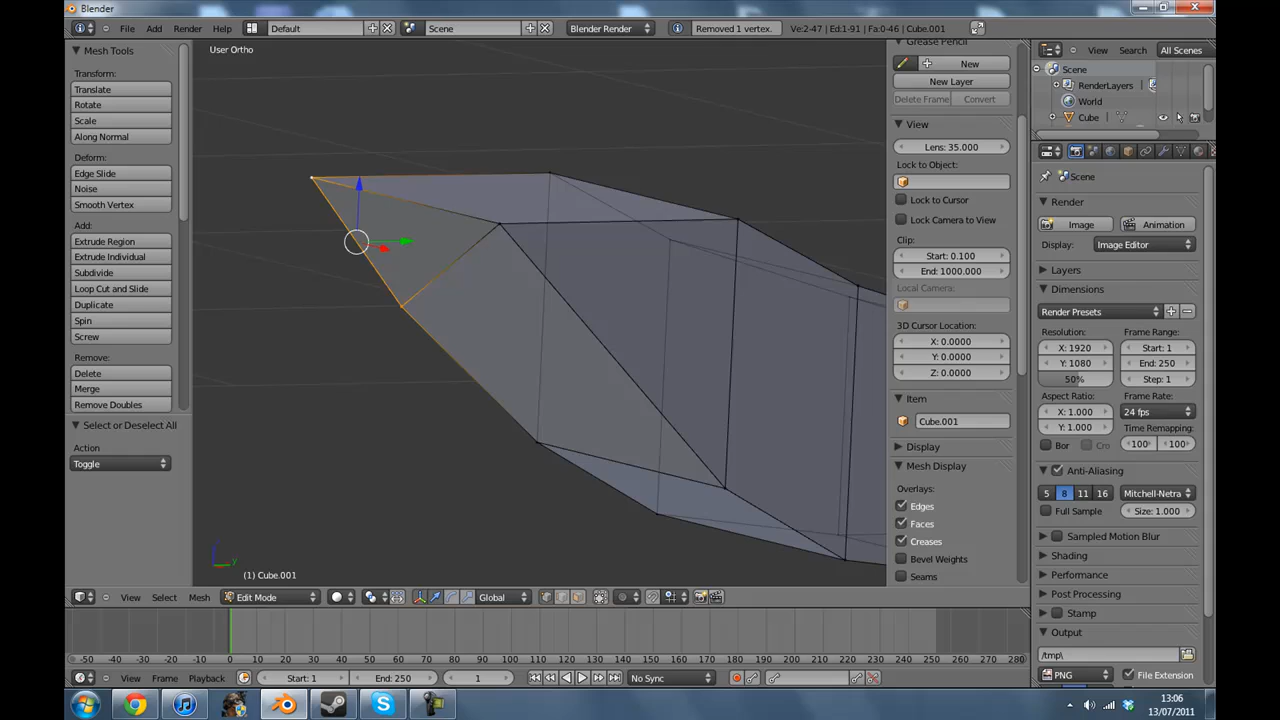 Blender
File Add Render Help Default Scene Blender Render Removed 1 vertex. Ve:2-47 | Ed:1-91 | Fa:0-46 | Cube.001
Mesh Tools
Transform:
Translate
Rotate
Scale
Along Normal
Deform:
Edge Slide
Noise
Smooth Vertex
Add:
Extrude Region
Extrude Individual
Subdivide
Loop Cut and Slide
Duplicate
Spin
Screw
Remove:
Delete
Merge
Remove Doubles
Select or Deselect All
Action
Toggle
User Ortho
(1) Cube.001
Grease Pencil
New
New Layer
Delete Frame Convert
View
Lens: 35.000
Lock to Object:
Lock to Cursor
Lock Camera to View
Clip:
Start: 0.100
End: 1000.000
Local Camera:
3D Cursor Location:
X: 0.0000
Y: 0.0000
Z: 0.0000
Item
Cube.001
Display
Mesh Display
Overlays:
Edges
Faces
Creases
Bevel Weights
Seams
View Search All Scenes
Scene
RenderLayers
World
Cube
Scene
Render
Image Animation
Display: Image Editor
Layers
Dimensions
Render Presets
Resolution: Frame Range:
X: 1920 Start: 1
Y: 1080 End: 250
50% Step: 1
Aspect Ratio: Frame Rate:
X: 1.000 24 fps
Y: 1.000 Time Remapping:
Bor Cro 100 100
Anti-Aliasing
5 8 11 16 Mitchell-Netra
Full Sample Size: 1.000
Sampled Motion Blur
Shading
Performance
Post Processing
Stamp
Output
/tmp\
PNG File Extension
View Select Mesh Edit Mode Global
-50 -40 -30 -20 -10 0 10 20 30 40 50 60 70 80 90 100 110 120 130 140 150 160 170 180 190 200 210 220 230 240 250 260 270 280
View Frame Playback Start: 1 End: 250 1 No Sync
13:06
13/07/2011